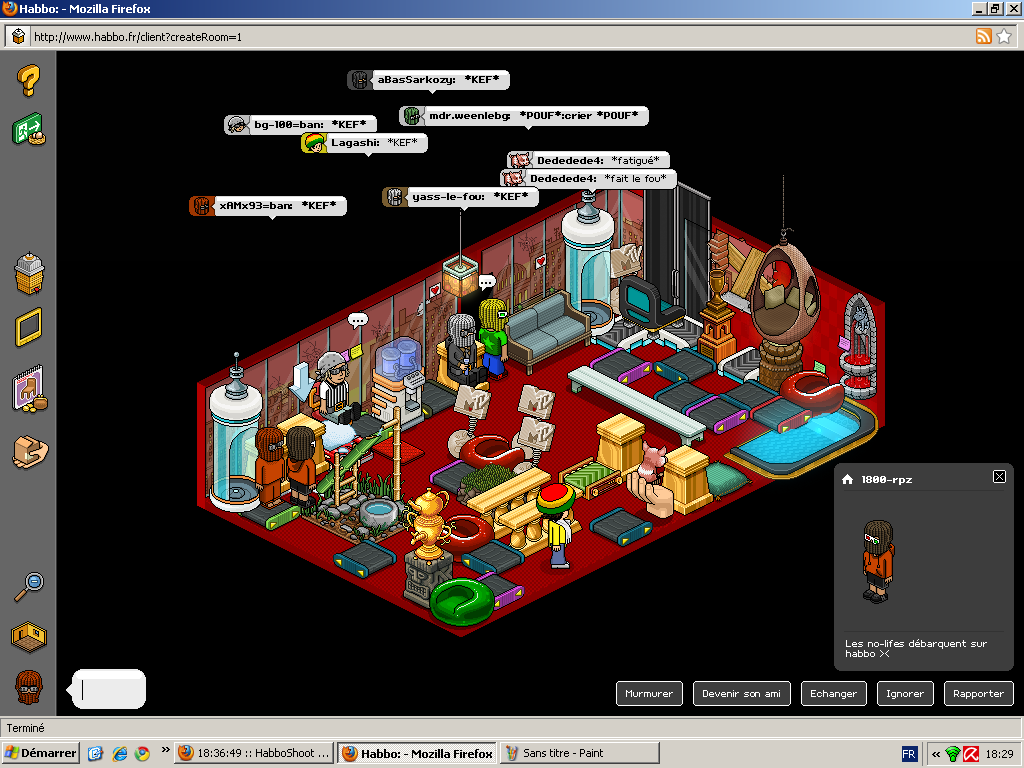 Habbo: - Mozilla Firefox
http://www.habbo.fr/client?createRoom=1
aBasSarkozy: *KEF*
mdr.weenlebg: *POUF*:crier *POUF*
bg-100=ban: *KEF*
Lagashi: *KEF*
Dededede4: *fatigué*
Dededede4: *fait le fou*
yass-le-fou: *KEF*
xAMx93=ban: *KEF*
1800-rpz
Les no-lifes débarquent sur
habbo ><
Murmurer
Devenir son ami
Echanger
Ignorer
Rapporter
Terminé
Démarrer
»
18:36:49 :: HabboShoot ...
Habbo: - Mozilla Firefox
Sans titre - Paint
FR
«
18:29